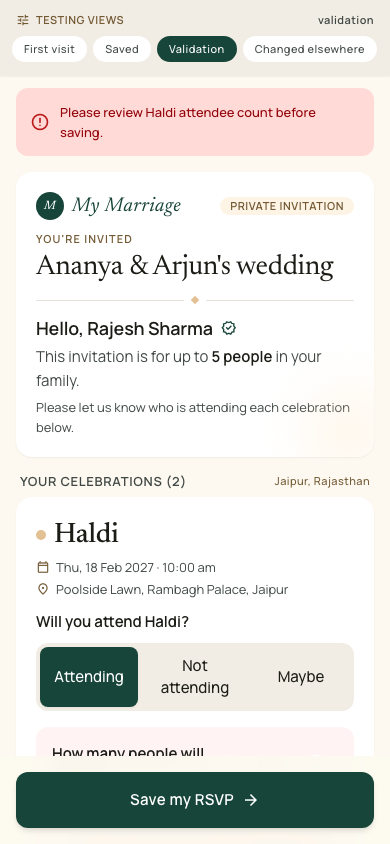 TESTING VIEWS
validation
First visit
Saved
Validation
Changed elsewhere
Please review Haldi attendee count before
saving.
M
My Marriage
PRIVATE INVITATION
YOU'RE INVITED
Ananya & Arjun's wedding
Hello, Rajesh Sharma
This invitation is for up to 5 people in your
family.
Please let us know who is attending each celebration
below.
YOUR CELEBRATIONS (2)
Jaipur, Rajasthan
Haldi
Thu, 18 Feb 2027 · 10:00 am
Poolside Lawn, Rambagh Palace, Jaipur
Will you attend Haldi?
Attending
Not
attending
Maybe
How many people will
Save my RSVP →